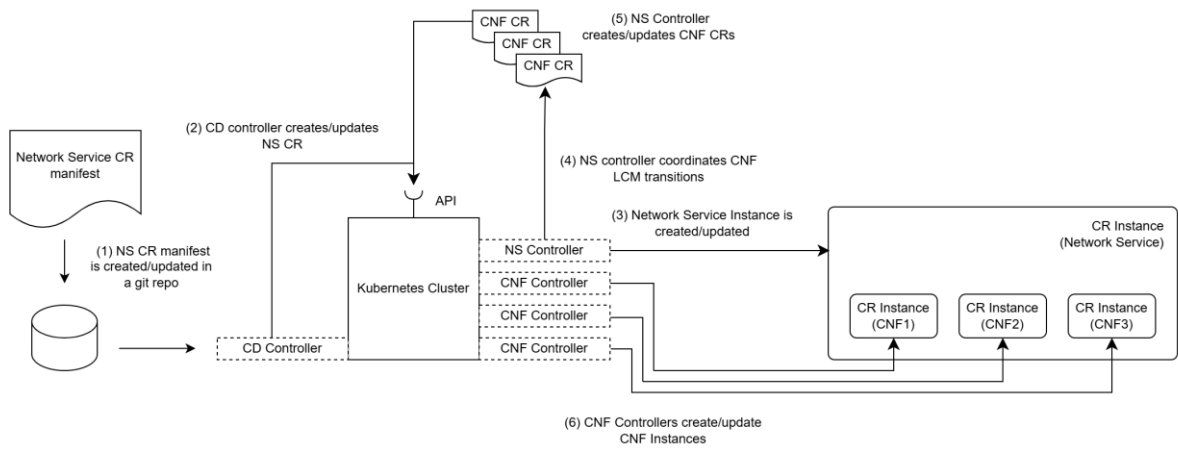 CNF CR
CNF CR
CNF CR
(5) NS Controller
creates/updates CNF CRs
(2) CD controller creates/updates
NS CR
Network Service CR
manifest
(4) NS controller coordinates CNF
LCM transitions
API
(3) Network Service Instance is
created/updated
CR Instance
(Network Service)
(1) NS CR manifest
is created/updated in
a git repo
Kubernetes Cluster
NS Controller
CNF Controller
CNF Controller
CNF Controller
CD Controller
CR Instance
(CNF1)
CR Instance
(CNF2)
CR Instance
(CNF3)
(6) CNF Controllers create/update
CNF Instances